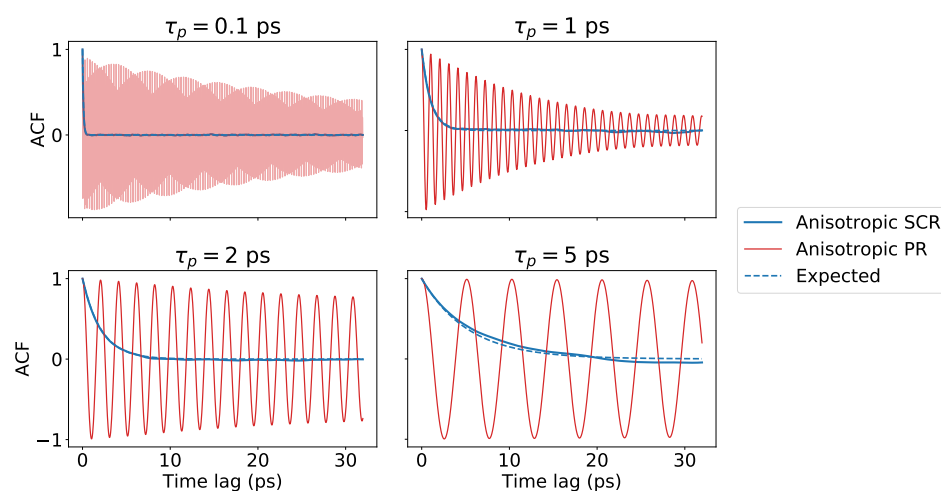 τp = 0.1 ps
τp = 1 ps
1
0
ACF
Anisotropic SCR
Anisotropic PR
Expected
τp = 2 ps
τp = 5 ps
1
0
−1
ACF
0
10
20
30
0
10
20
30
Time lag (ps)
Time lag (ps)